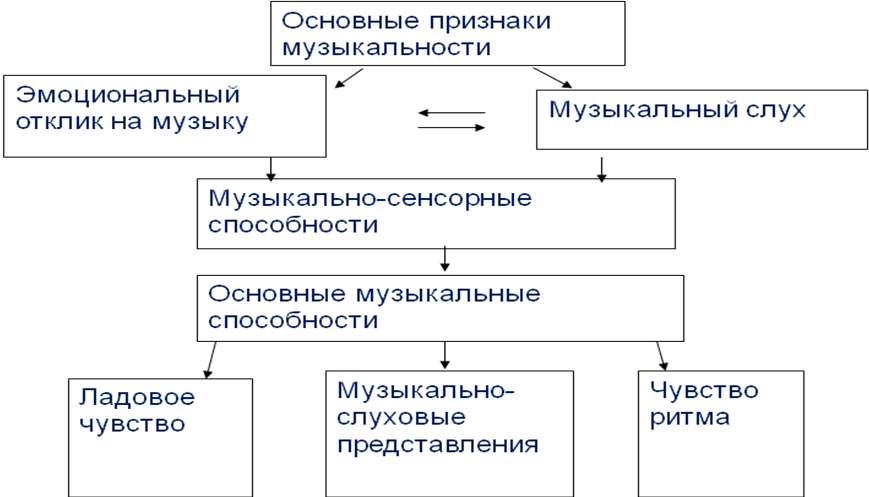 Основные признаки
музыкальности
Эмоциональный
отклик на музыку
Музыкальный слух
Музыкально-сенсорные
способности
Основные музыкальные
способности
Ладовое
чувство
Музыкально-
слуховые
представления
Чувство
ритма